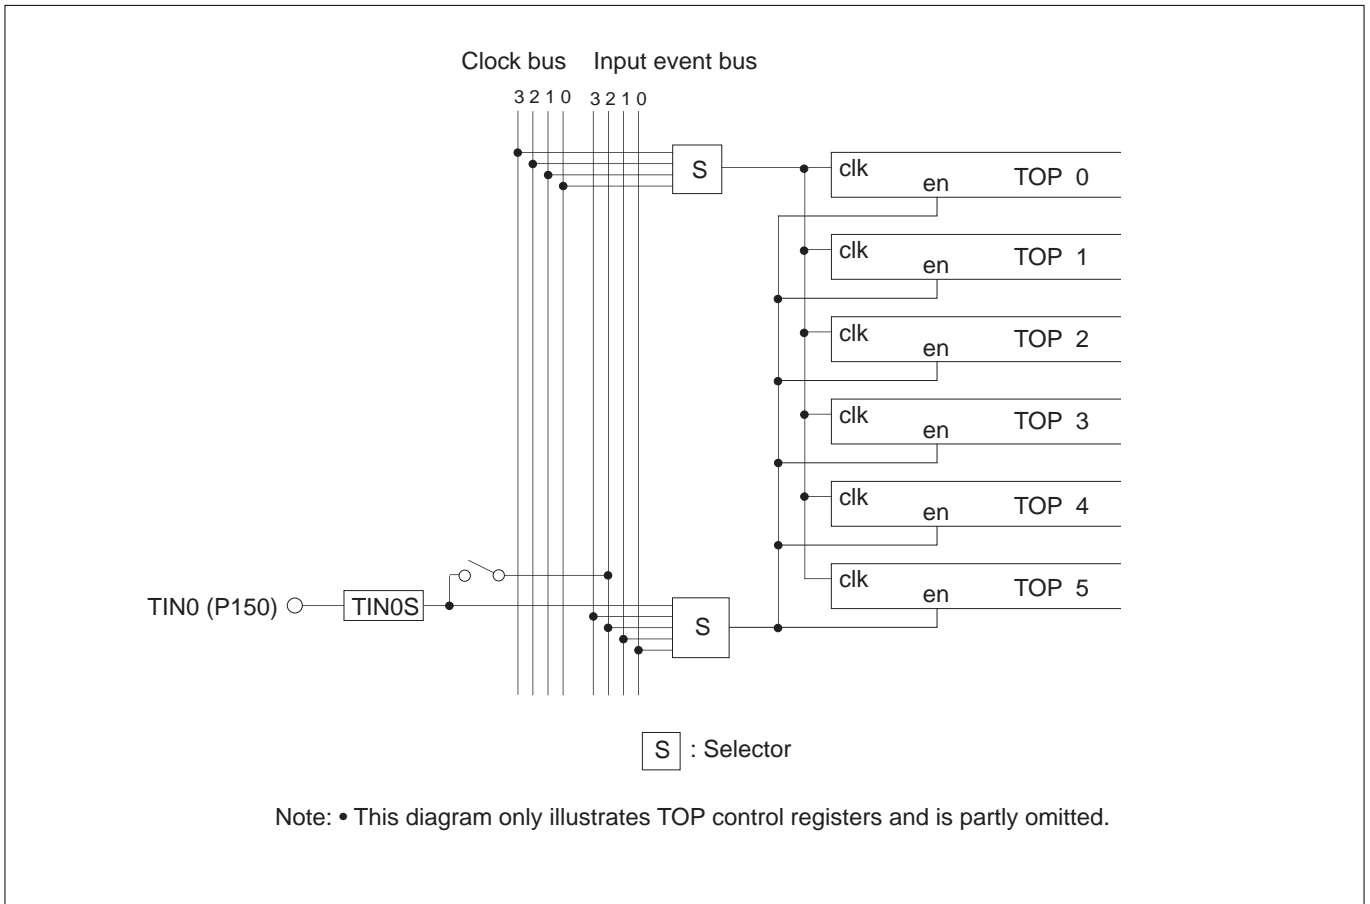 Clock bus Input event bus
3 2 1 0 3 2 1 0
S
clk
en
TOP 0
clk
en
TOP 1
clk
en
TOP 2
clk
en
TOP 3
clk
en
TOP 4
clk
en
TOP 5
TIN0 (P150)
TIN0S
S
S : Selector
Note: • This diagram only illustrates TOP control registers and is partly omitted.